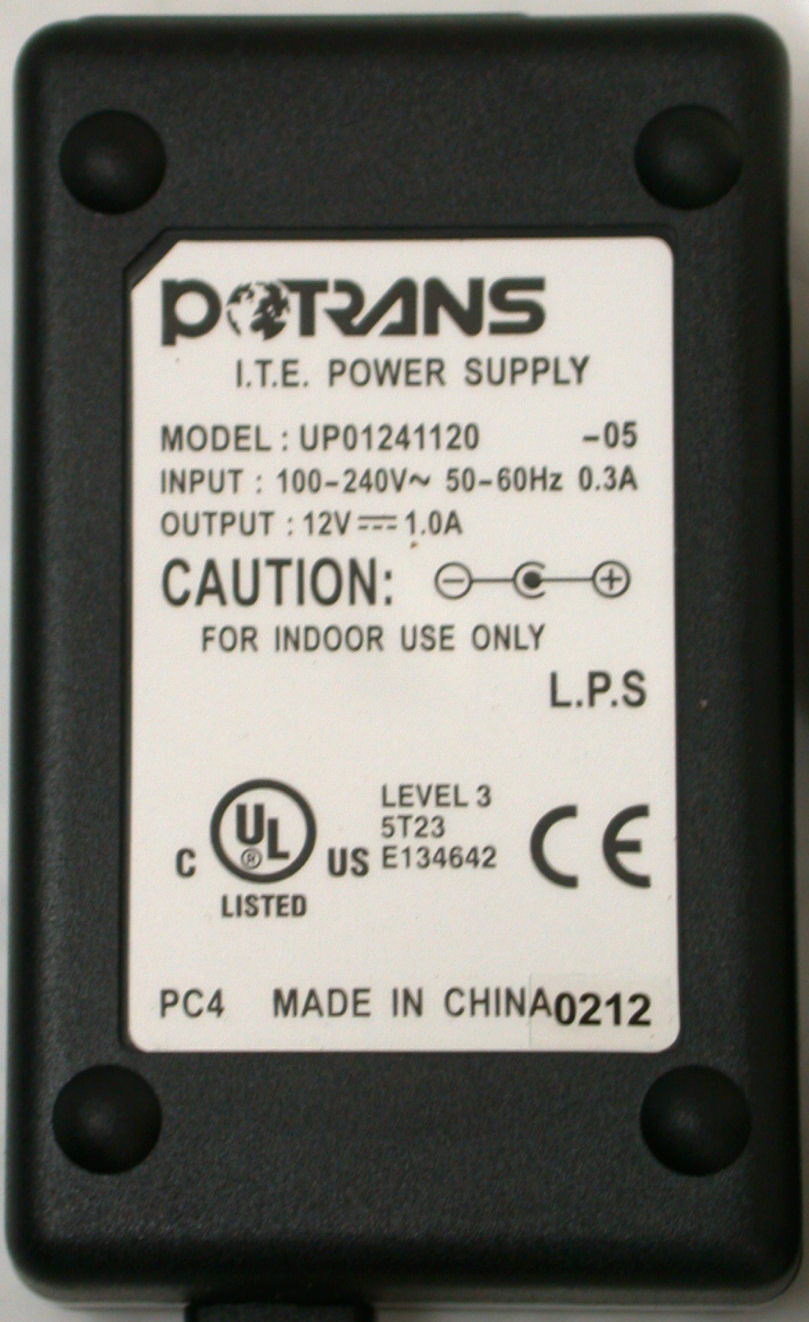 POTRANS
I.T.E. POWER SUPPLY
MODEL : UP01241120 -05
INPUT : 100-240V~ 50-60Hz 0.3A
OUTPUT : 12V⎓1.0A
CAUTION:
FOR INDOOR USE ONLY
L.P.S
C UL® US LISTED
LEVEL 3
5T23
E134642
CE
PC4 MADE IN CHINA 0212